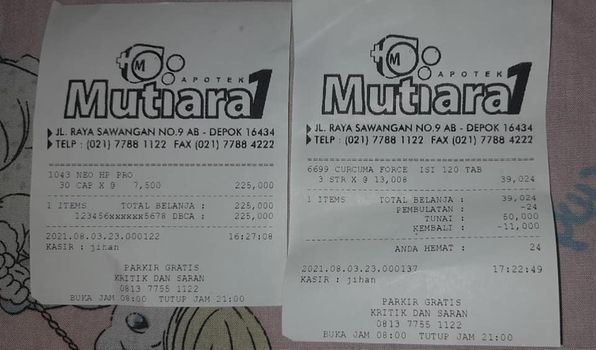 M
APOTEK
Mutiara 1
JL. RAYA SAWANGAN NO.9 AB - DEPOK 16434
TELP : (021) 7788 1122 FAX (021) 7788 4222
1043 NEO HP PRO
30 CAP X @ 7,500 225,000
1 ITEMS TOTAL BELANJA : 225,000
123456xxxxxx5678 DBCA : 225,000
2021.08.03.23.000122 16:27:08
KASIR : jihan
PARKIR GRATIS
KRITIK DAN SARAN
0813 7755 1122
BUKA JAM 08:00 TUTUP JAM 21:00
M
APOTEK
Mutiara 1
JL. RAYA SAWANGAN NO.9 AB - DEPOK 16434
TELP : (021) 7788 1122 FAX (021) 7788 4222
6699 CURCUMA FORCE ISI 120 TAB
3 STR X @ 13,008 39,024
1 ITEMS TOTAL BELANJA : 39,024
PEMBULATAN : -24
TUNAI : 50,000
KEMBALI : -11,000
ANDA HEMAT : 24
2021.08.03.23.000137 17:22:49
KASIR : jihan
PARKIR GRATIS
KRITIK DAN SARAN
0813 7755 1122
BUKA JAM 08:00 TUTUP JAM 21:00